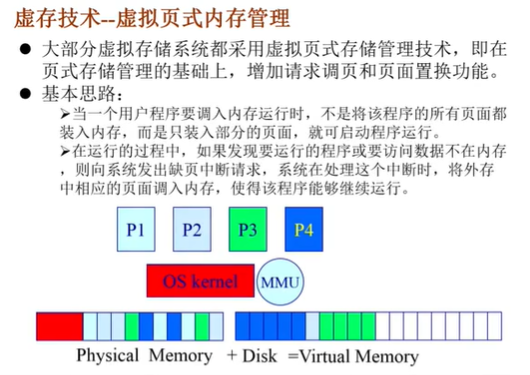 虚存技术--虚拟页式内存管理
● 大部分虚拟存储系统都采用虚拟页式存储管理技术，即在
页式存储管理的基础上，增加请求调页和页面置换功能。
● 基本思路：
➢当一个用户程序要调入内存运行时，不是将该程序的所有页面都
装入内存，而是只装入部分的页面，就可启动程序运行。
➢在运行的过程中，如果发现要运行的程序或要访问数据不在内存
，则向系统发出缺页中断请求，系统在处理这个中断时，将外存
中相应的页面调入内存，使得该程序能够继续运行。
P1 P2 P3 P4
OS kernel MMU
Physical Memory + Disk =Virtual Memory